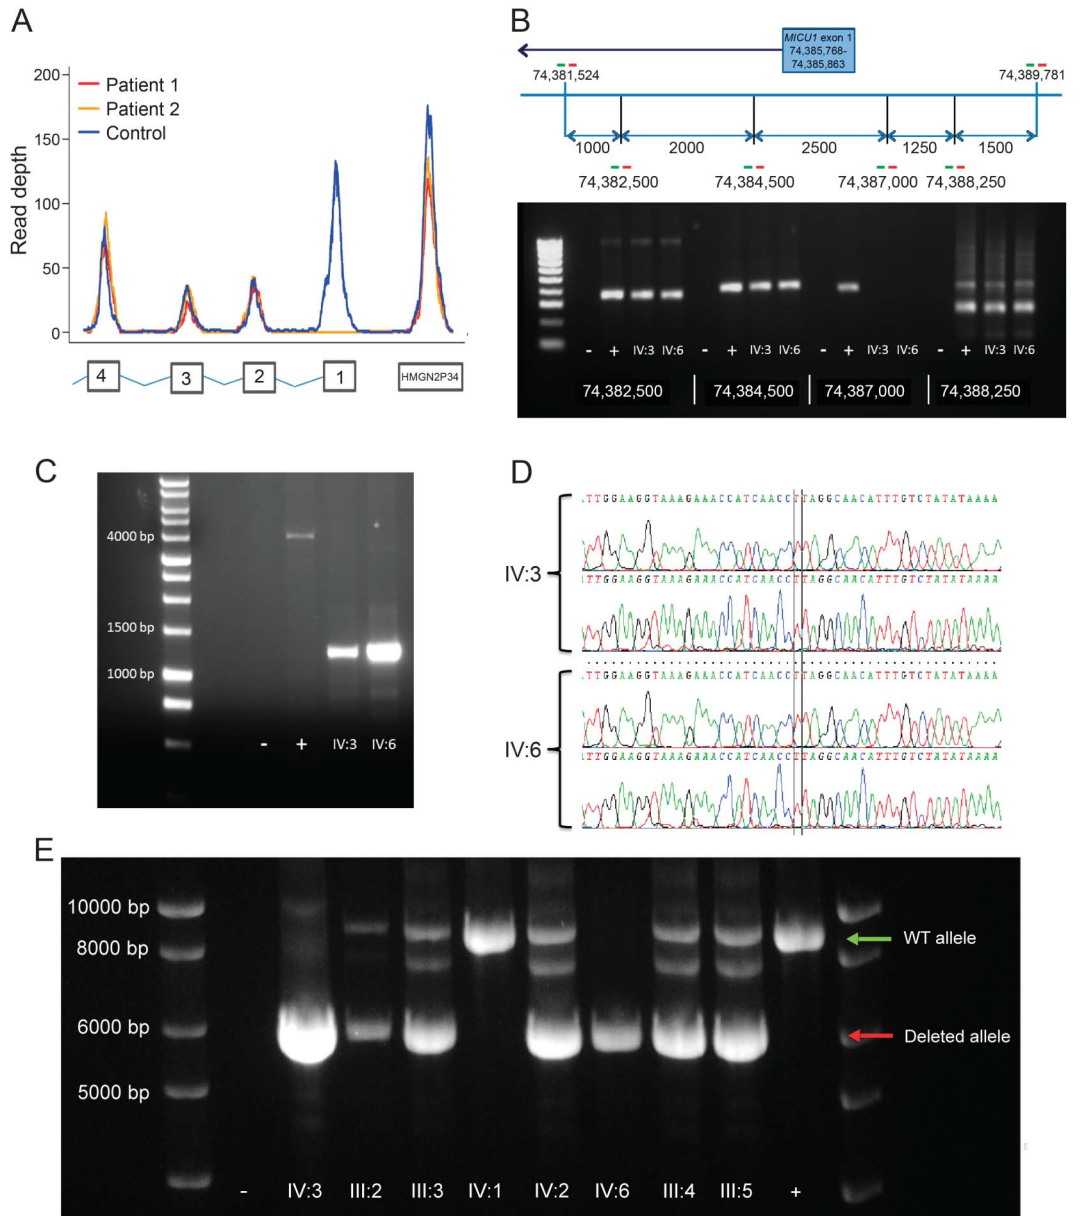 A
Patient 1
Patient 2
Control
Read depth
200
150
100
50
0
4
3
2
1
HMGN2P34
B
MICU1 exon 1
74,385,768-
74,385,863
74,381,524
74,389,781
1000
2000
2500
1250
1500
74,382,500
74,384,500
74,387,000
74,388,250
- + IV:3 IV:6 - + IV:3 IV:6 - + IV:3 IV:6 - + IV:3 IV:6
74,382,500 74,384,500 74,387,000 74,388,250
C
4000 bp
1500 bp
1000 bp
- + IV:3 IV:6
D
IV:3
TTGGAAGGTAAAGAAACCATCAACCTTAGGCAACATTTGTCTATATAAAA
TTGGAAGGTAAAGAAACCATCAACCTTAGGCAACATTTGTCTATATAAAA
IV:6
TTGGAAGGTAAAGAAACCATCAACCTTAGGCAACATTTGTCTATATAAAA
TTGGAAGGTAAAGAAACCATCAACCTTAGGCAACATTTGTCTATATAAAA
E
10000 bp
8000 bp
6000 bp
5000 bp
WT allele
Deleted allele
- IV:3 III:2 III:3 IV:1 IV:2 IV:6 III:4 III:5 +